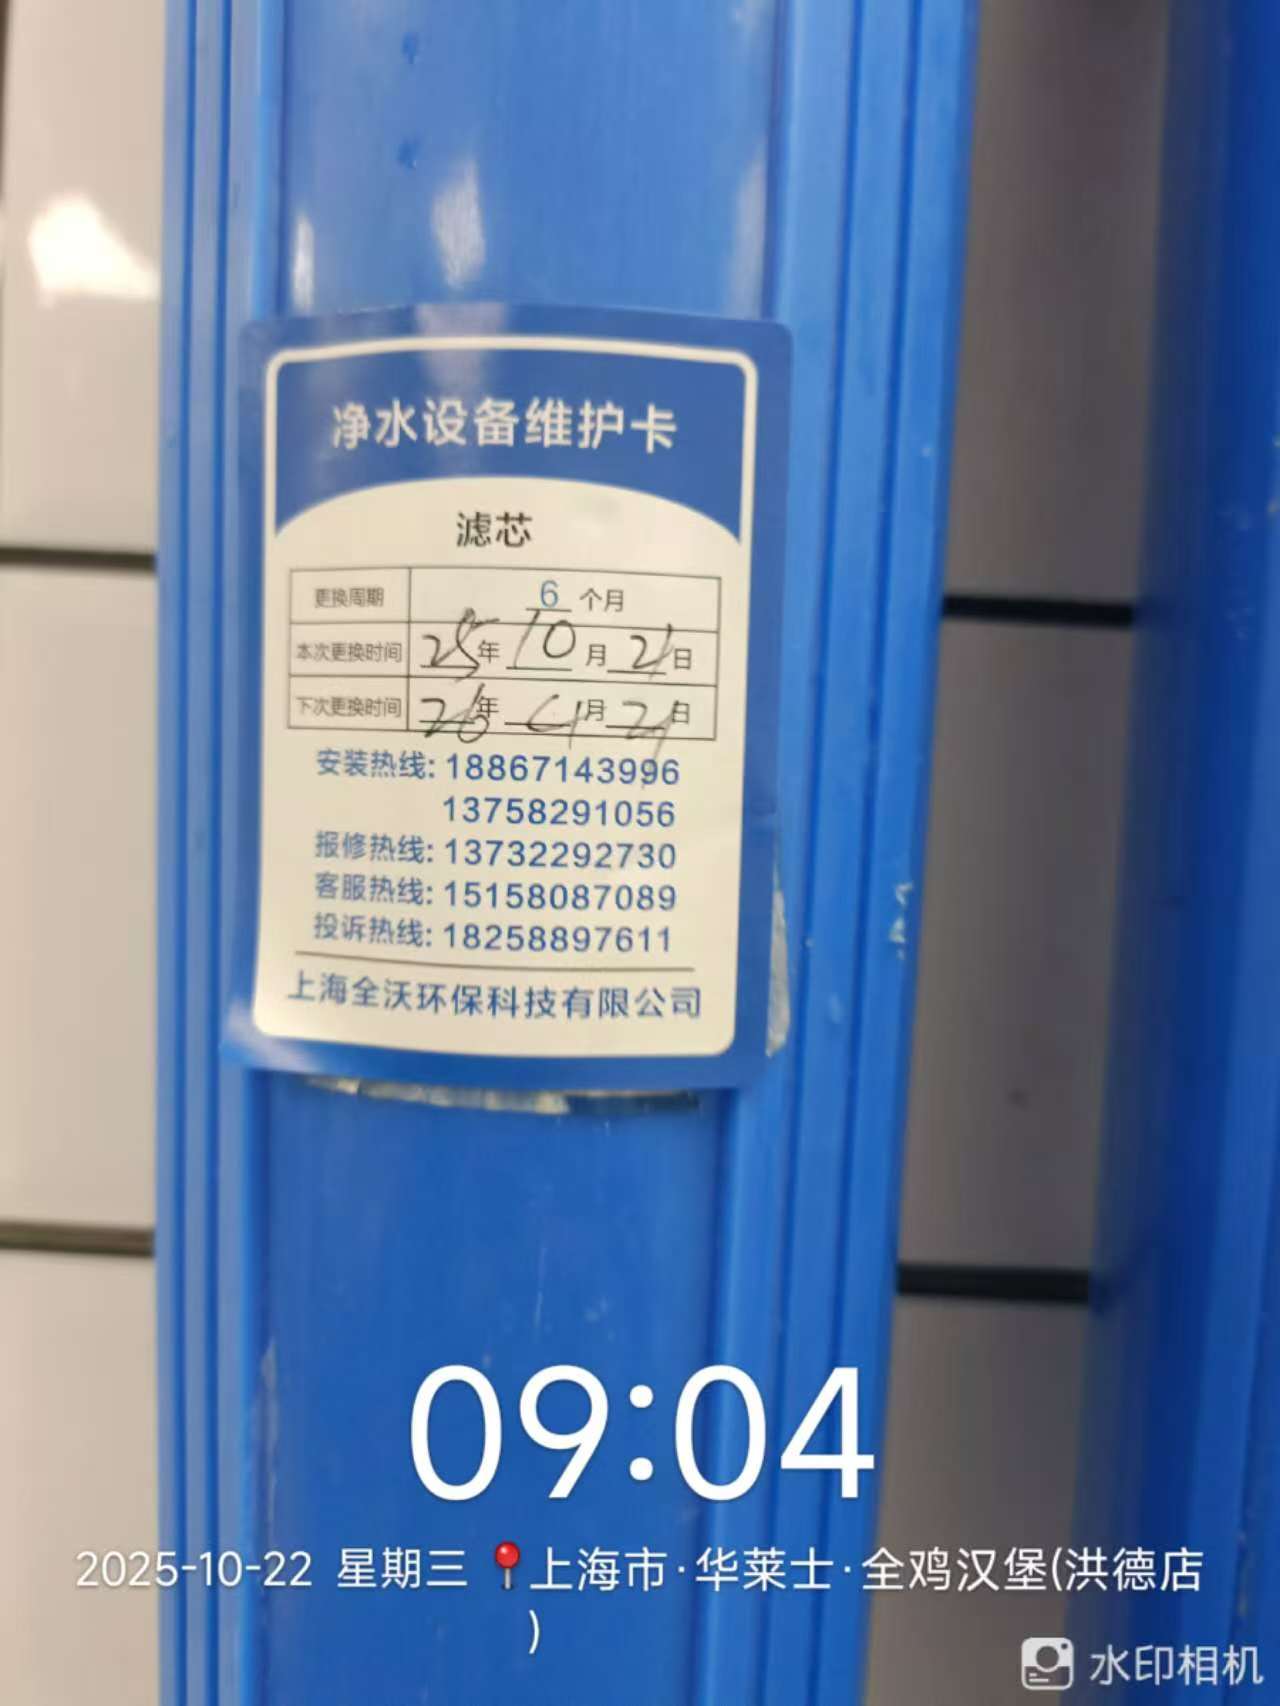 净水设备维护卡
滤芯
更换周期 6 个月
本次更换时间 25年 10月 21日
下次更换时间 26年 4月 21日
安装热线: 18867143996
13758291056
报修热线: 13732292730
客服热线: 15158087089
投诉热线: 18258897611
上海全沃环保科技有限公司
09:04
2025-10-22 星期三 上海市·华莱士·全鸡汉堡(洪德店
)
水印相机